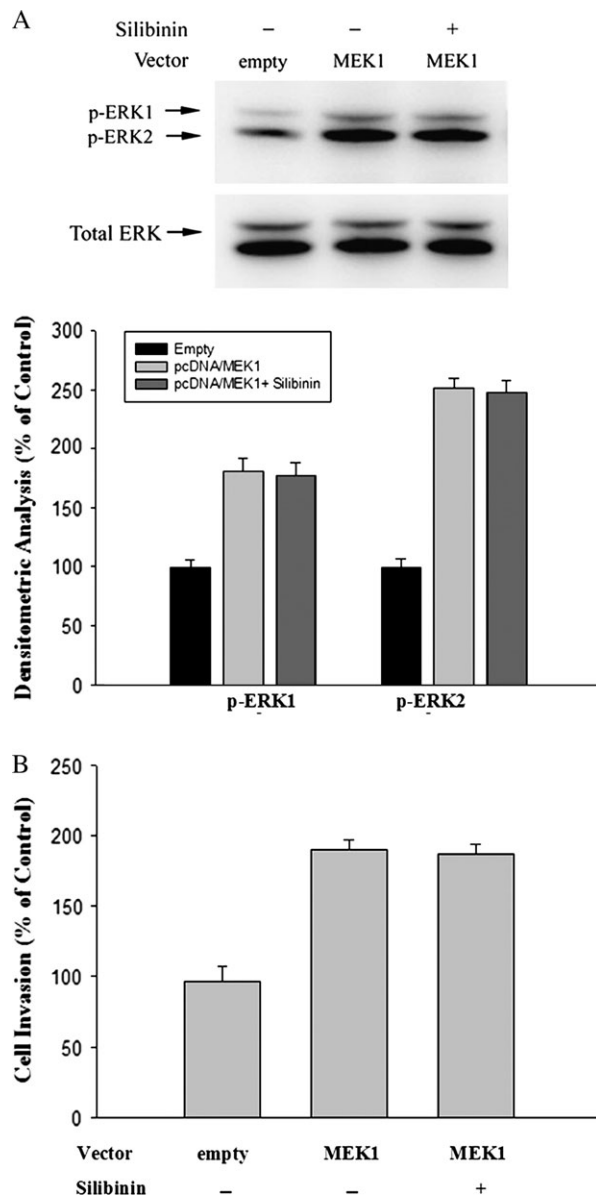 A
Silibinin – – +
Vector empty MEK1 MEK1
p-ERK1
p-ERK2
Total ERK
Densitometric Analysis (% of Control)
300
250
200
150
100
50
0
Empty
pcDNA/MEK1
pcDNA/MEK1+ Silibinin
p-ERK1 p-ERK2
B
Cell Invasion (% of Control)
250
200
150
100
50
0
Vector empty MEK1 MEK1
Silibinin – – +